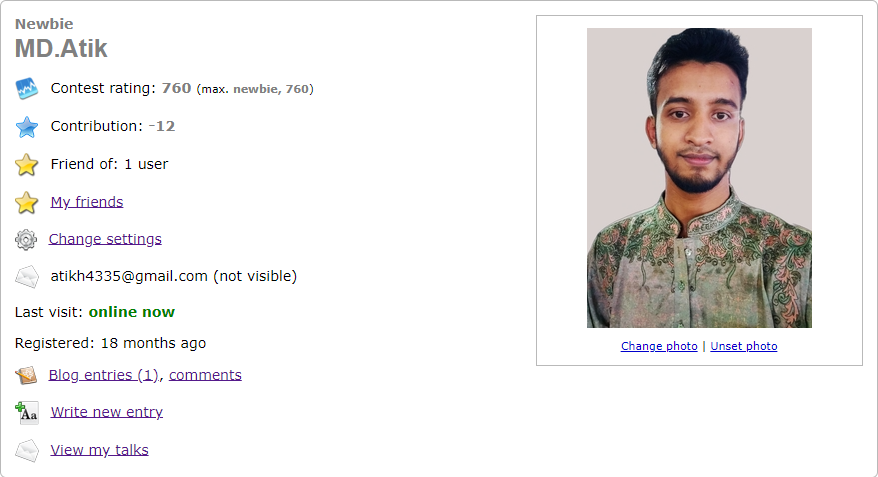 Newbie
MD.Atik
Contest rating: 760 (max. newbie, 760)
Contribution: -12
Friend of: 1 user
My friends
Change settings
atikh4335@gmail.com (not visible)
Last visit: online now
Registered: 18 months ago
Blog entries (1), comments
Aa Write new entry
View my talks
Change photo | Unset photo